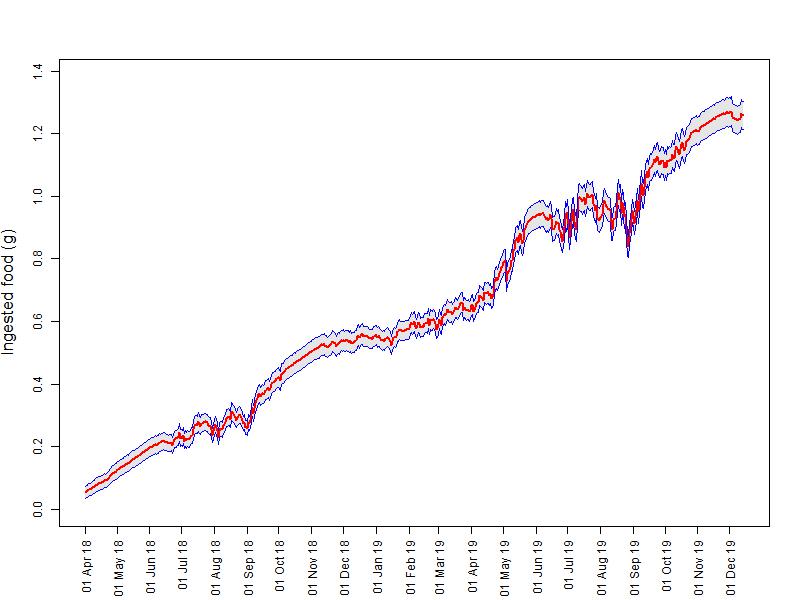 Ingested food (g)
1.4
1.2
1.0
0.8
0.6
0.4
0.2
0.0
01 Apr 18
01 May 18
01 Jun 18
01 Jul 18
01 Aug 18
01 Sep 18
01 Oct 18
01 Nov 18
01 Dec 18
01 Jan 19
01 Feb 19
01 Mar 19
01 Apr 19
01 May 19
01 Jun 19
01 Jul 19
01 Aug 19
01 Sep 19
01 Oct 19
01 Nov 19
01 Dec 19